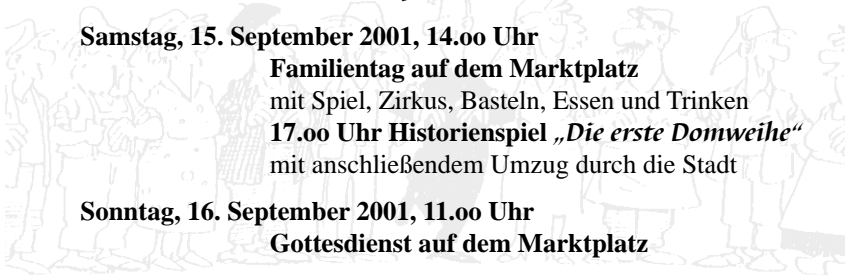 Samstag, 15. September 2001, 14.oo Uhr
Familientag auf dem Marktplatz
mit Spiel, Zirkus, Basteln, Essen und Trinken
17.oo Uhr Historienspiel „Die erste Domweihe“
mit anschließendem Umzug durch die Stadt
Sonntag, 16. September 2001, 11.oo Uhr
Gottesdienst auf dem Marktplatz